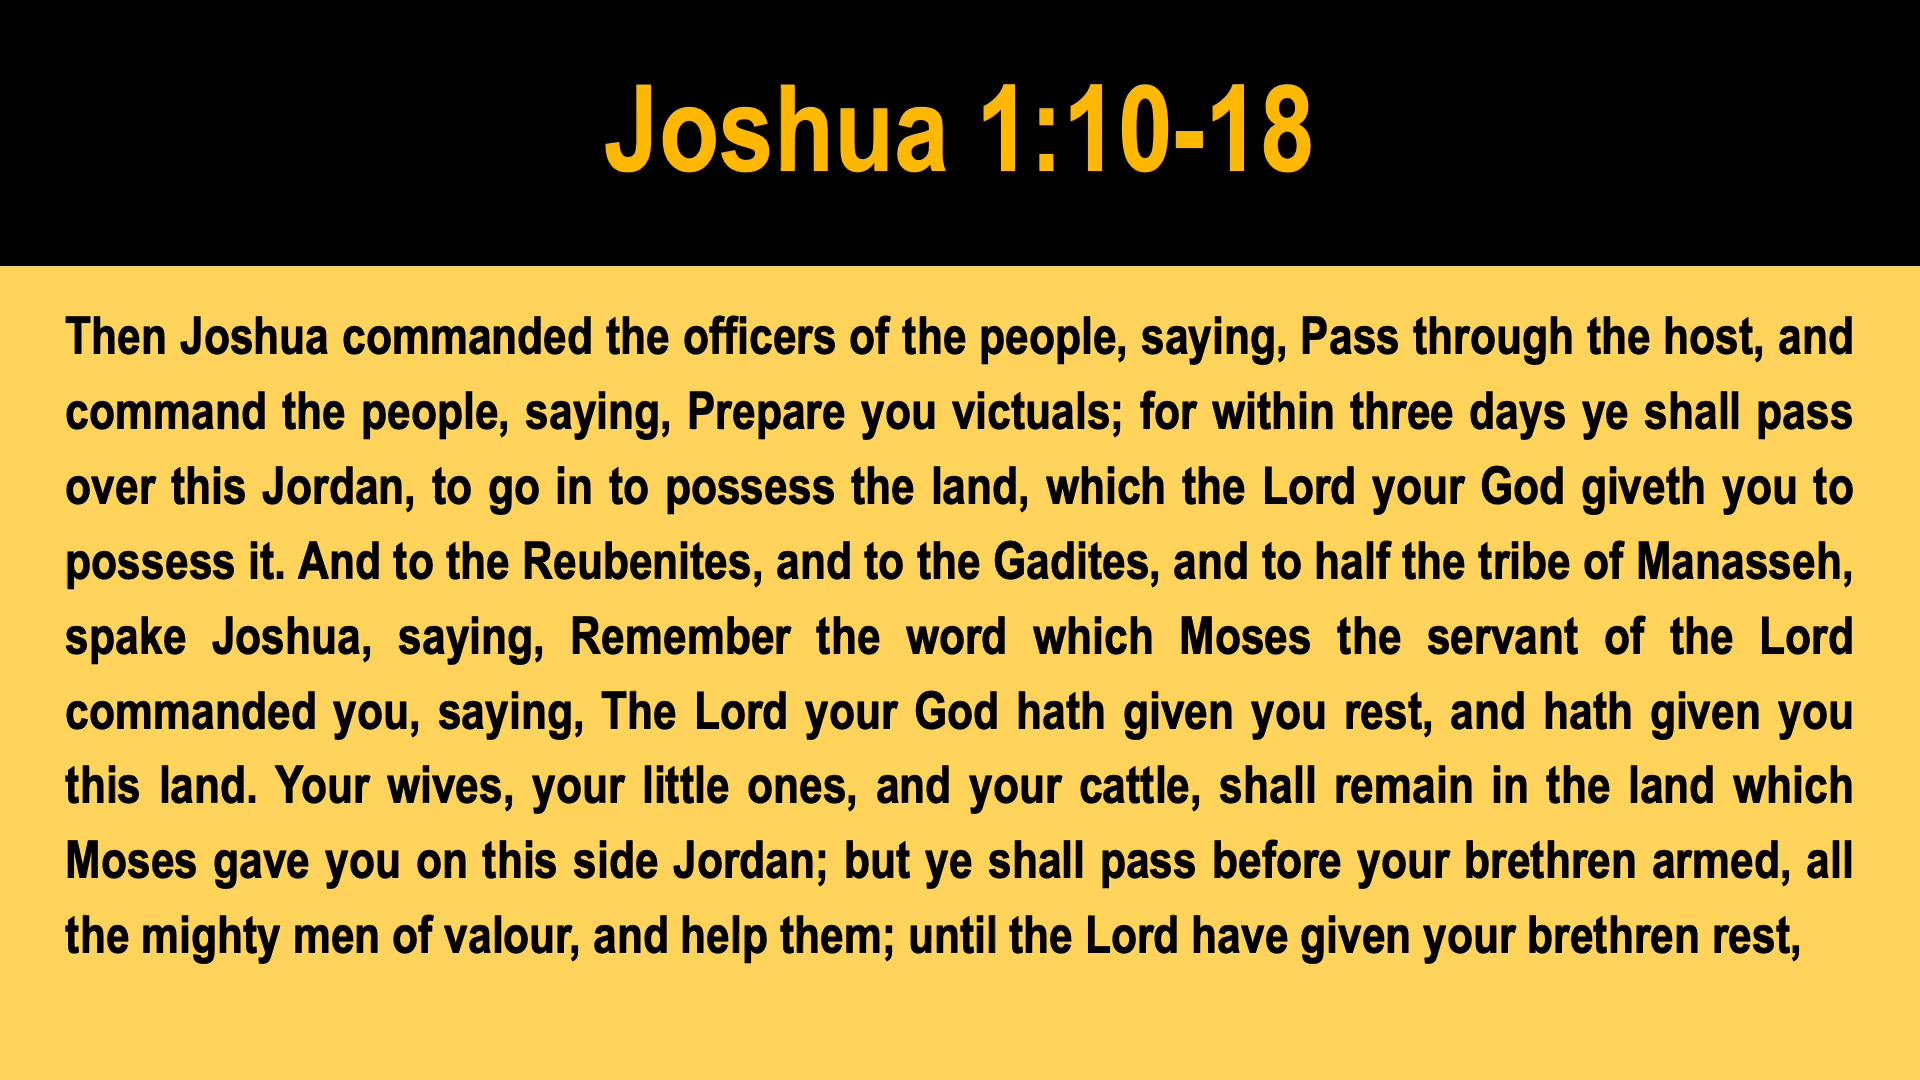 Joshua 1:10-18
Then Joshua commanded the officers of the people, saying, Pass through the host, and
command the people, saying, Prepare you victuals; for within three days ye shall pass
over this Jordan, to go in to possess the land, which the Lord your God giveth you to
possess it. And to the Reubenites, and to the Gadites, and to half the tribe of Manasseh,
spake Joshua, saying, Remember the word which Moses the servant of the Lord
commanded you, saying, The Lord your God hath given you rest, and hath given you
this land. Your wives, your little ones, and your cattle, shall remain in the land which
Moses gave you on this side Jordan; but ye shall pass before your brethren armed, all
the mighty men of valour, and help them; until the Lord have given your brethren rest,